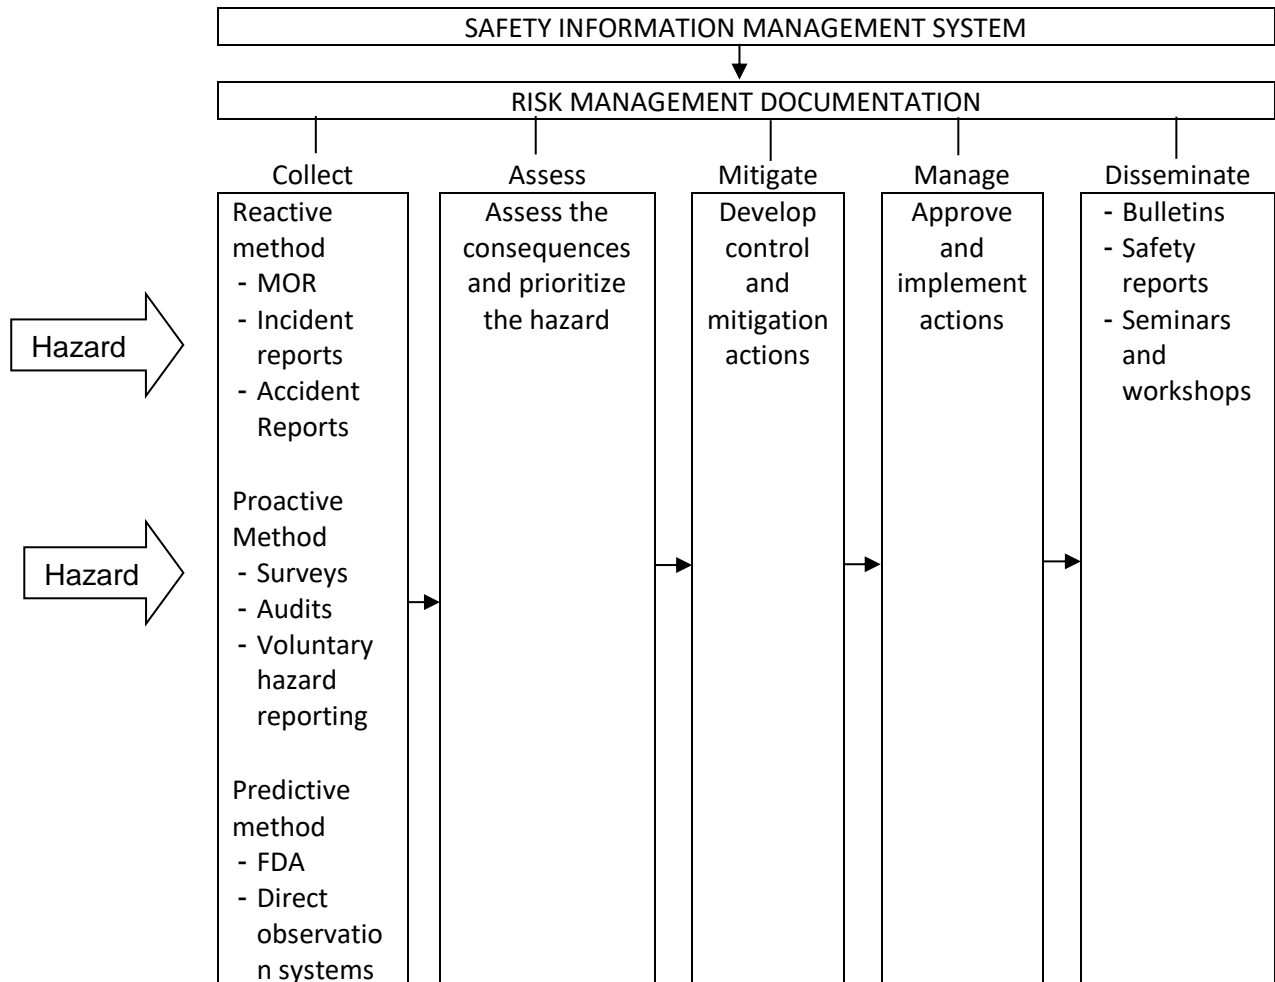 SAFETY INFORMATION MANAGEMENT SYSTEM
RISK MANAGEMENT DOCUMENTATION
Collect
Assess
Mitigate
Manage
Disseminate
Hazard
Hazard
Reactive
method
- MOR
- Incident
reports
- Accident
Reports
Proactive
Method
- Surveys
- Audits
- Voluntary
hazard
reporting
Predictive
method
- FDA
- Direct
observatio
n systems
Assess the
consequences
and prioritize
the hazard
Develop
control
and
mitigation
actions
Approve
and
implement
actions
- Bulletins
- Safety
reports
- Seminars
and
workshops